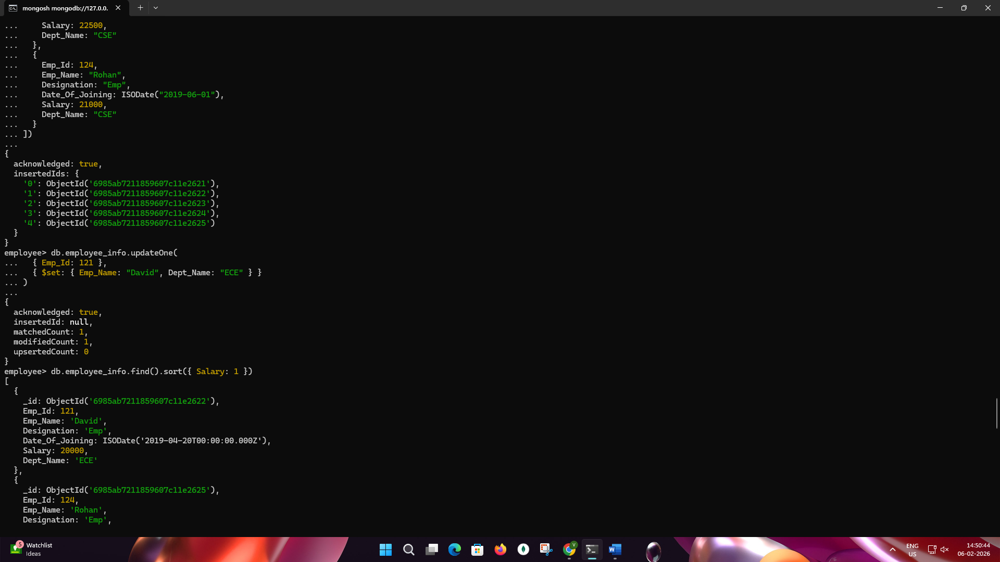 mongosh mongodb://127.0.0.
...     Salary: 22500,
...     Dept_Name: "CSE"
...   },
...   {
...     Emp_Id: 124,
...     Emp_Name: "Rohan",
...     Designation: "Emp",
...     Date_Of_Joining: ISODate("2019-06-01"),
...     Salary: 21000,
...     Dept_Name: "CSE"
...   }
... ])
...
{
  acknowledged: true,
  insertedIds: {
    '0': ObjectId('6985ab7211859607c11e2621'),
    '1': ObjectId('6985ab7211859607c11e2622'),
    '2': ObjectId('6985ab7211859607c11e2623'),
    '3': ObjectId('6985ab7211859607c11e2624'),
    '4': ObjectId('6985ab7211859607c11e2625')
  }
}
employee> db.employee_info.updateOne(
...   { Emp_Id: 121 },
...   { $set: { Emp_Name: "David", Dept_Name: "ECE" } }
... )
...
{
  acknowledged: true,
  insertedId: null,
  matchedCount: 1,
  modifiedCount: 1,
  upsertedCount: 0
}
employee> db.employee_info.find().sort({ Salary: 1 })
[
  {
    _id: ObjectId('6985ab7211859607c11e2622'),
    Emp_Id: 121,
    Emp_Name: 'David',
    Designation: 'Emp',
    Date_Of_Joining: ISODate('2019-04-20T00:00:00.000Z'),
    Salary: 20000,
    Dept_Name: 'ECE'
  },
  {
    _id: ObjectId('6985ab7211859607c11e2625'),
    Emp_Id: 124,
    Emp_Name: 'Rohan',
    Designation: 'Emp',
5
Watchlist
Ideas
V
W
ENG
US
14:50:44
06-02-2026